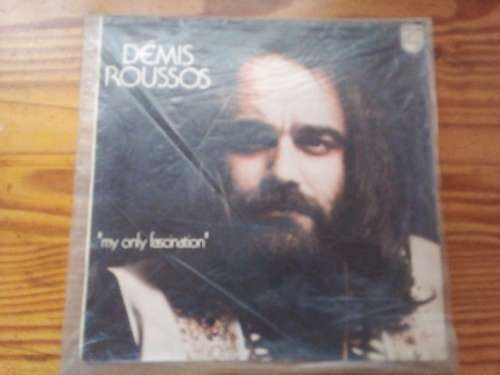 DEMIS
ROUSSOS
"my only fascination"